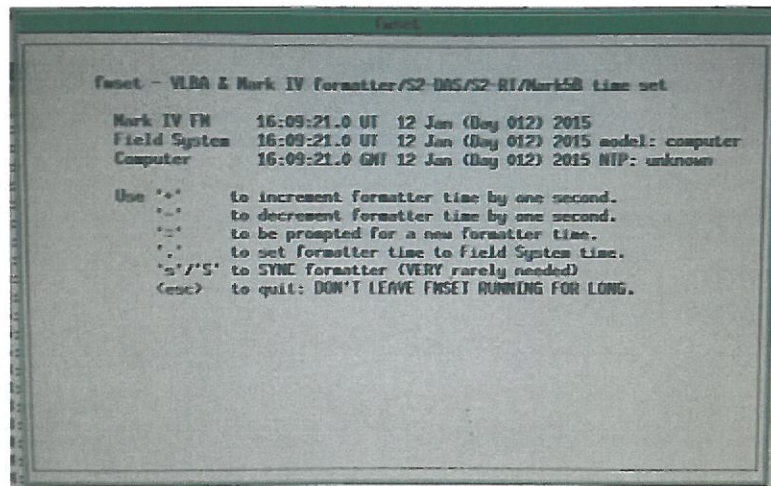 fmset
fmset - VLBA & Mark IV formatter/S2-DAS/S2-RT/Mark5B time set
Mark IV FM 16:09:21.0 UT 12 Jan (Day 012) 2015
Field System 16:09:21.0 UT 12 Jan (Day 012) 2015 model: computer
Computer 16:09:21.0 GMT 12 Jan (Day 012) 2015 NTP: unknown
Use '+' to increment formatter time by one second.
'-' to decrement formatter time by one second.
'=' to be prompted for a new formatter time.
'.' to set formatter time to Field System time.
's'/'S' to SYNC formatter (VERY rarely needed)
<esc> to quit: DON'T LEAVE FMSET RUNNING FOR LONG.